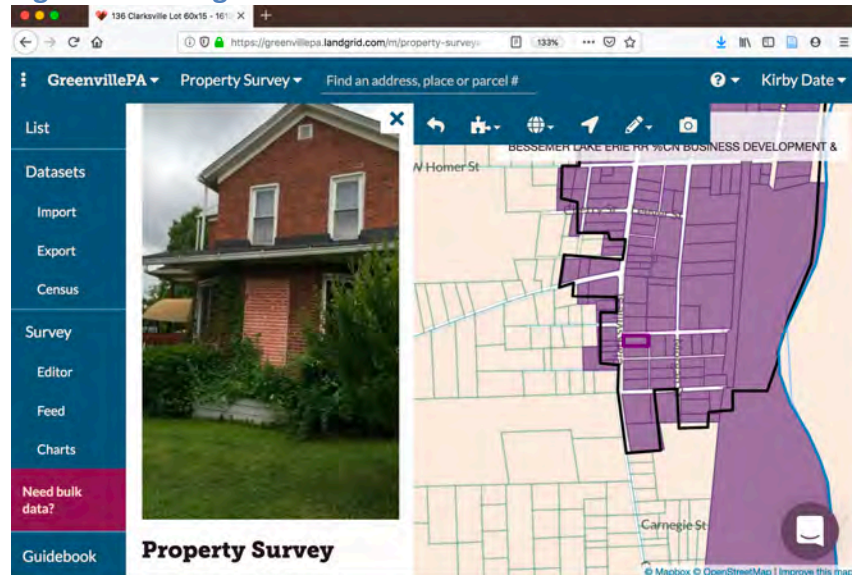 136 Clarksville Lot 60x15 - 161
https://greenvillepa.landgrid.com/m/property-survey
133%
GreenvillePA
Property Survey
Find an address, place or parcel #
Kirby Date
List
Datasets
Import
Export
Census
Survey
Editor
Feed
Charts
Need bulk
data?
Guidebook
Property Survey
BESSEMER LAKE ERIE RR %CN BUSINESS DEVELOPMENT &
W Homer St
Carnegie St
© Mapbox © OpenStreetMap | Improve this map